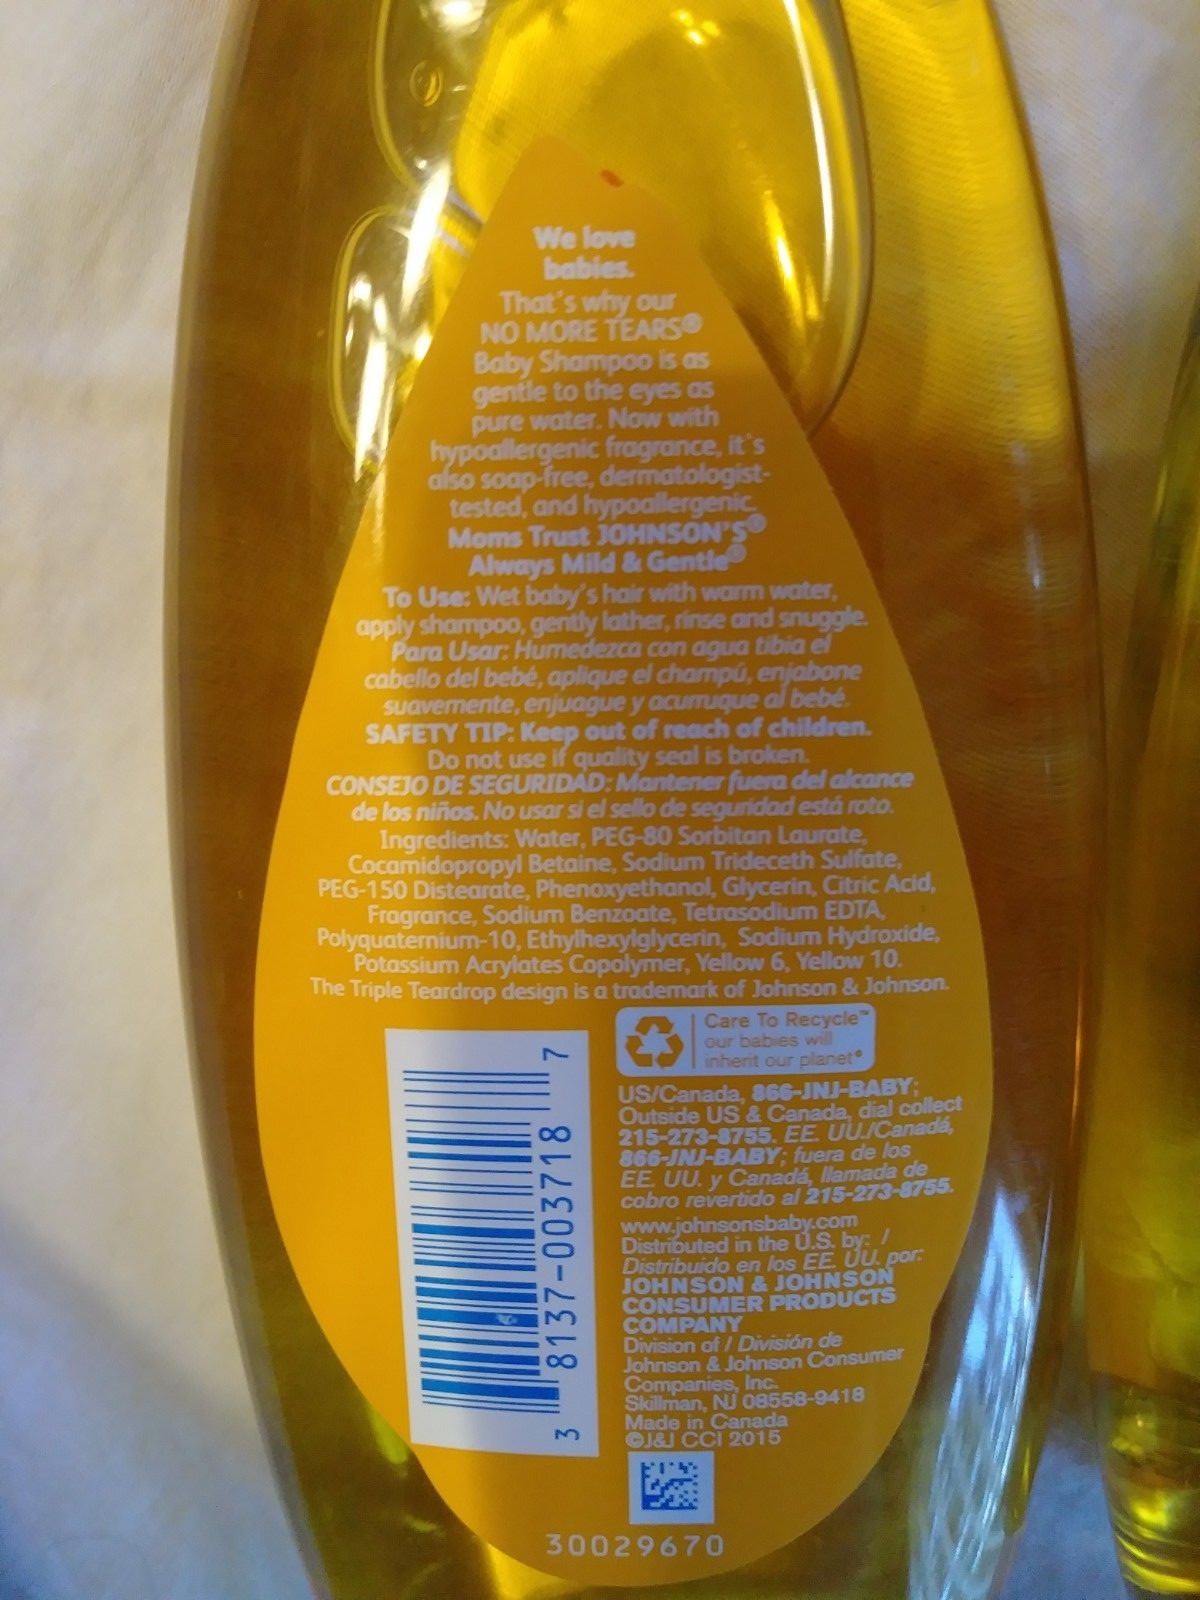 We love
babies.
That's why our
NO MORE TEARS®
Baby Shampoo is as
gentle to the eyes as
pure water. Now with
hypoallergenic fragrance, it's
also soap-free, dermatologist-
tested, and hypoallergenic.
Moms Trust JOHNSON'S®
Always Mild & Gentle®
To Use: Wet baby's hair with warm water,
apply shampoo, gently lather, rinse and snuggle.
Para Usar: Humedezca con agua tibia el
cabello del bebé, aplique el champú, enjabone
suavemente, enjuague y acurruque al bebé.
SAFETY TIP: Keep out of reach of children.
Do not use if quality seal is broken.
CONSEJO DE SEGURIDAD: Mantener fuera del alcance
de los niños. No usar si el sello de seguridad está roto.
Ingredients: Water, PEG-80 Sorbitan Laurate,
Cocamidopropyl Betaine, Sodium Trideceth Sulfate,
PEG-150 Distearate, Phenoxyethanol, Glycerin, Citric Acid,
Fragrance, Sodium Benzoate, Tetrasodium EDTA,
Polyquaternium-10, Ethylhexylglycerin, Sodium Hydroxide,
Potassium Acrylates Copolymer, Yellow 6, Yellow 10.
The Triple Teardrop design is a trademark of Johnson & Johnson.
Care To Recycle™
our babies will
inherit our planet®
US/Canada, 866-JNJ-BABY;
Outside US & Canada, dial collect
215-273-8755. EE. UU./Canadá,
866-JNJ-BABY; fuera de los
EE. UU. y Canadá, llamada de
cobro revertido al 215-273-8755.
www.johnsonsbaby.com
Distributed in the U.S. by: /
Distribuido en los EE. UU. por:
JOHNSON & JOHNSON
CONSUMER PRODUCTS
COMPANY
Division of / División de
Johnson & Johnson Consumer
Companies, Inc.
Skillman, NJ 08558-9418
Made in Canada
©J&J CCI 2015
3 8137-003718 7
30029670